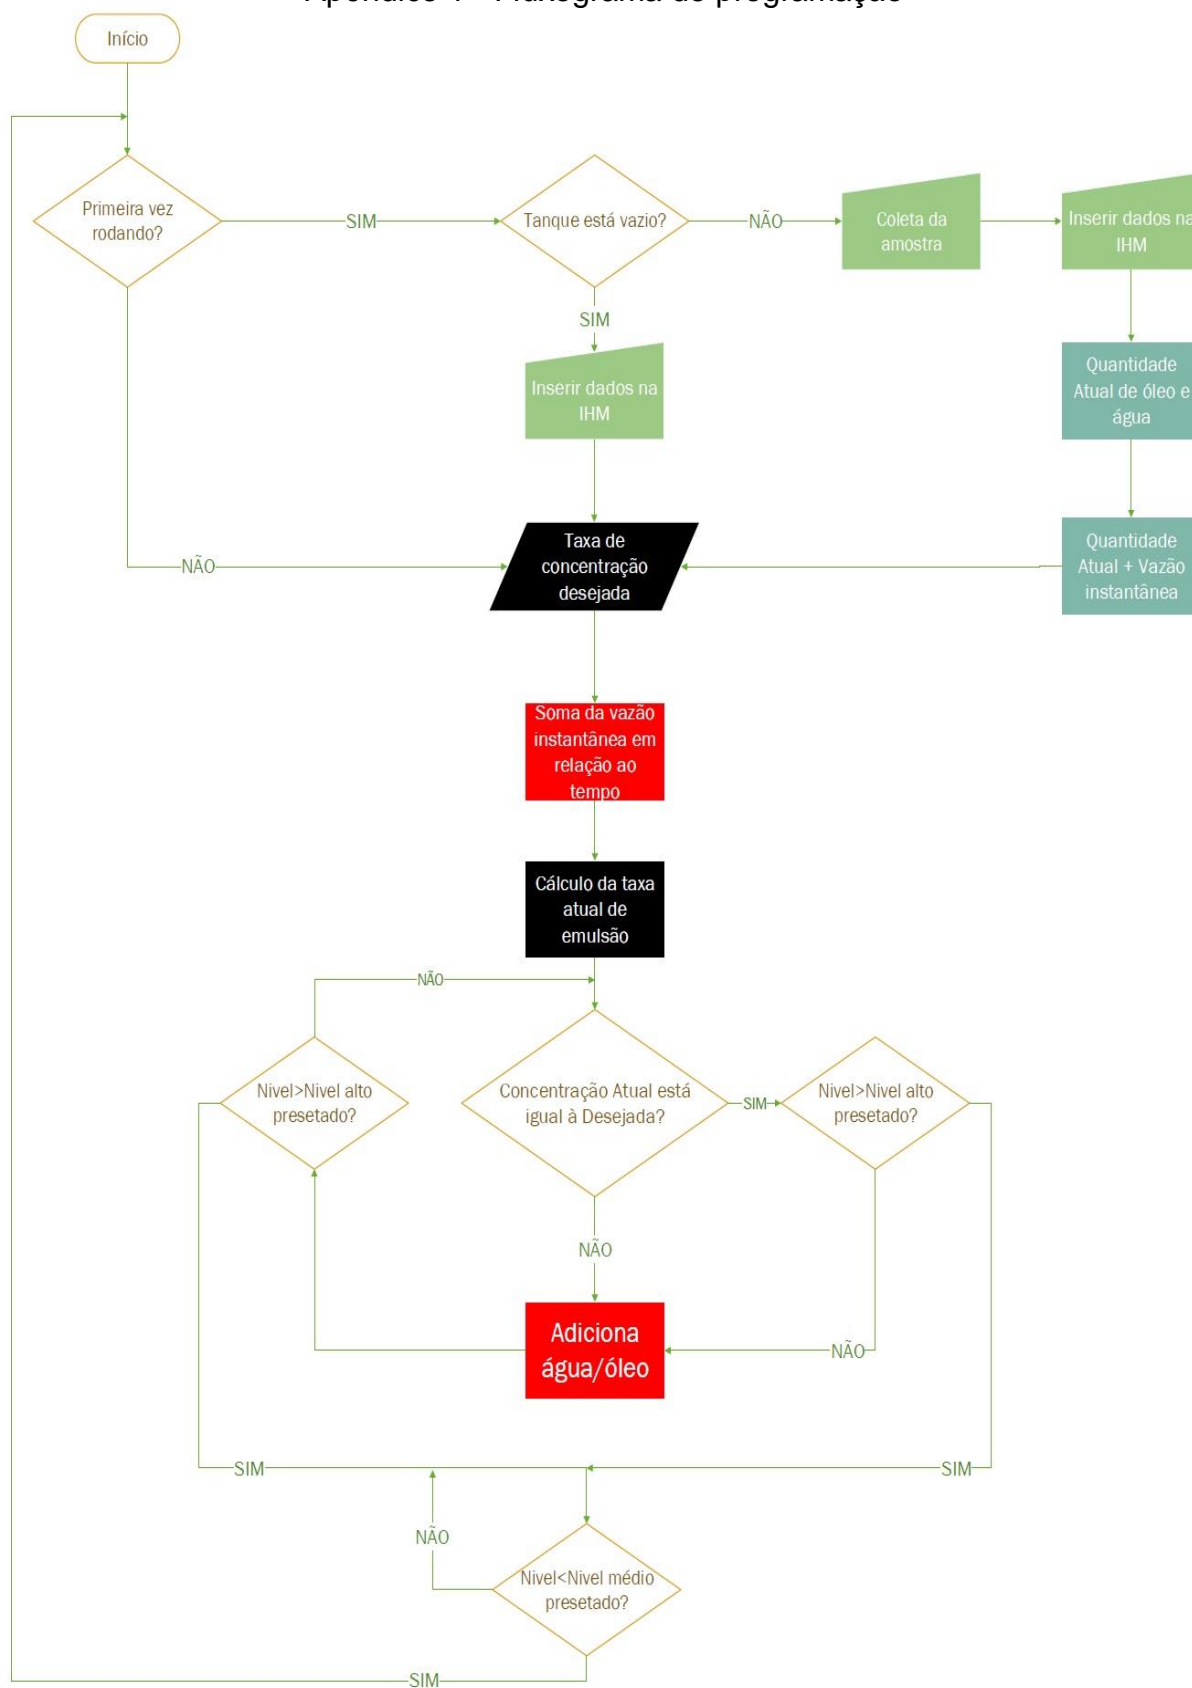 Apêndice 1 - Fluxograma de programação
Início
Primeira vez
rodando?
SIM
Tanque está vazio?
NÃO
Coleta da
amostra
Inserir dados na
IHM
SIM
Inserir dados na
IHM
Quantidade
Atual de óleo e
água
NÃO
Taxa de
concentração
desejada
Quantidade
Atual + Vazão
instantânea
Soma da vazão
instantânea em
relação ao
tempo
Cálculo da taxa
atual de
emulsão
NÃO
Nivel>Nivel alto
presetado?
Concentração Atual está
igual à Desejada?
SIM
Nivel>Nivel alto
presetado?
NÃO
Adiciona
água/óleo
NÃO
SIM
SIM
NÃO
Nivel<Nivel médio
presetado?
SIM